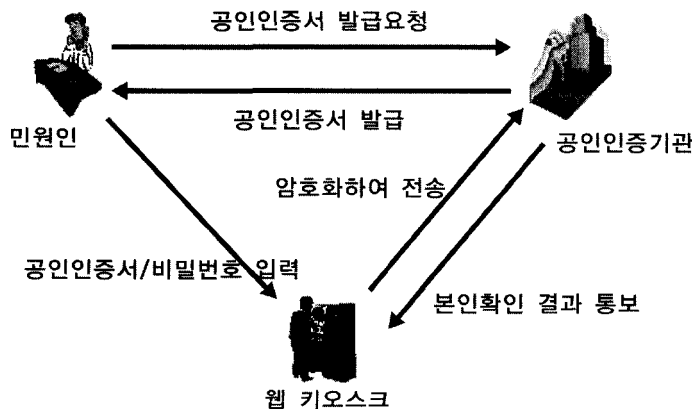 공인인증서 발급요청
공인인증서 발급
민원인
공인인증기관
암호화하여 전송
공인인증서/비밀번호 입력
본인확인 결과 통보
웹 키오스크